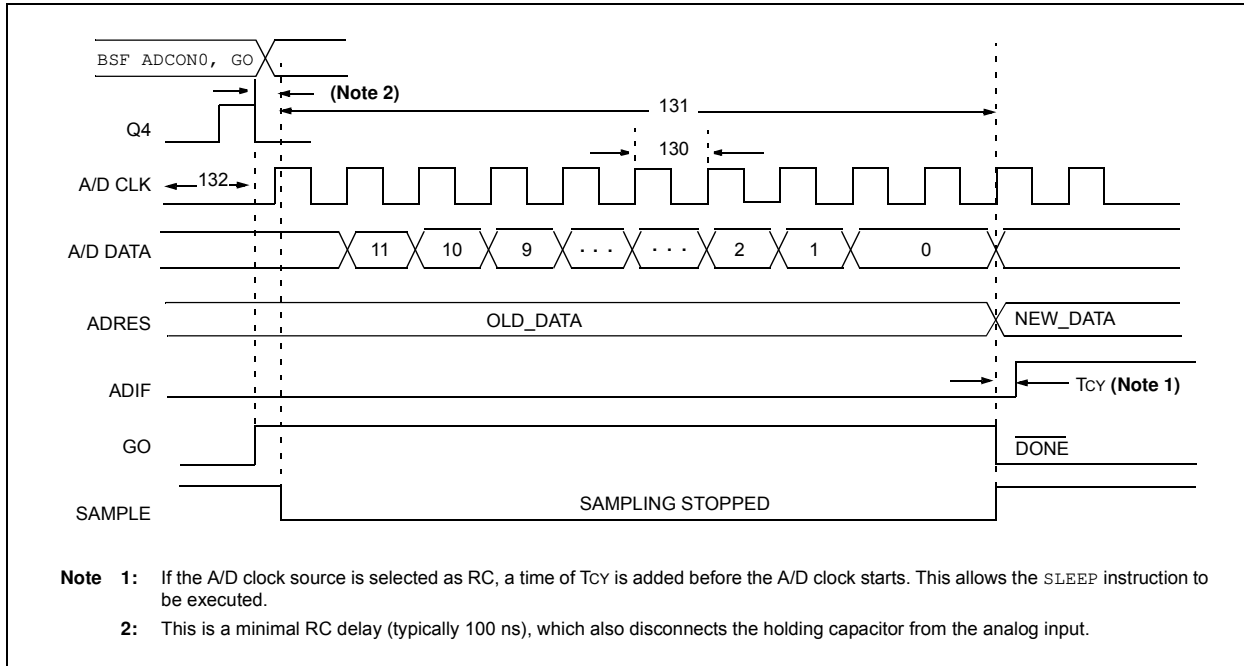 BSF ADCON0, GO
(Note 2)
131
Q4
130
A/D CLK
132
A/D DATA
11 10 9 . . . . . . 2 1 0
ADRES
OLD_DATA
NEW_DATA
ADIF
TCY (Note 1)
GO
DONE
SAMPLE
SAMPLING STOPPED
Note 1: If the A/D clock source is selected as RC, a time of TCY is added before the A/D clock starts. This allows the SLEEP instruction to
be executed.
2: This is a minimal RC delay (typically 100 ns), which also disconnects the holding capacitor from the analog input.